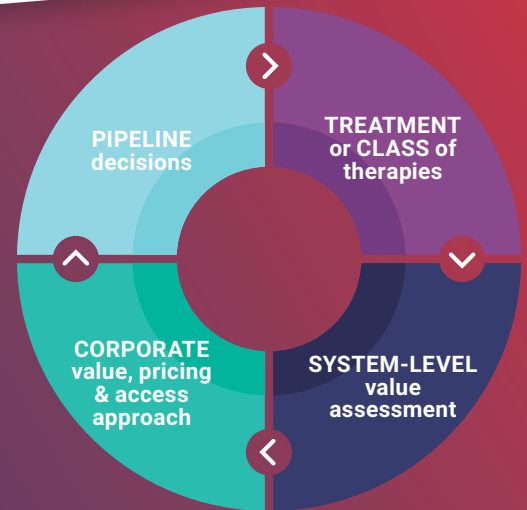 PIPELINE
decisions
TREATMENT
or CLASS of
therapies
SYSTEM-LEVEL
value
assessment
CORPORATE
value, pricing
& access
approach